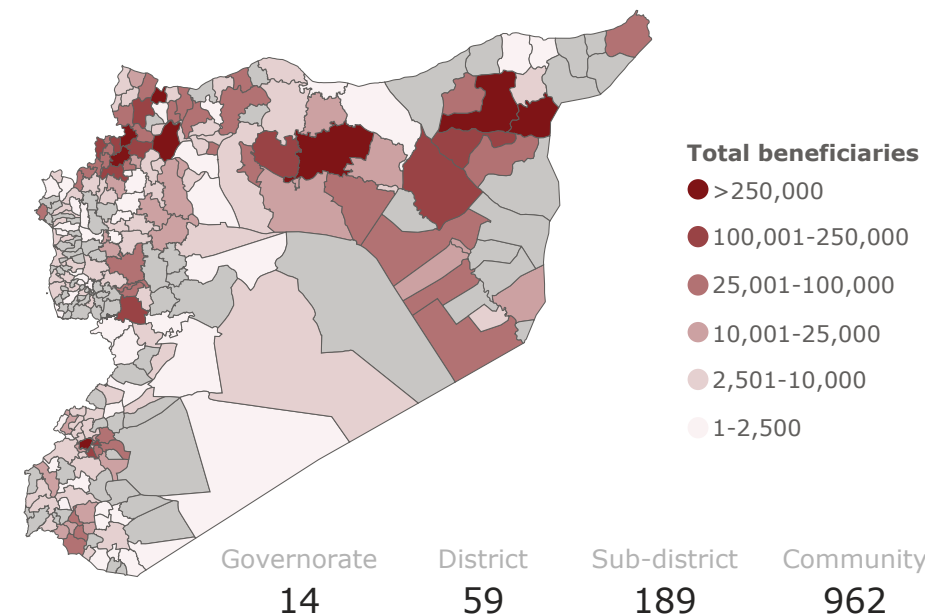 Total beneficiaries
>250,000
100,001-250,000
25,001-100,000
10,001-25,000
2,501-10,000
1-2,500
Governorate District Sub-district Community
14 59 189 962